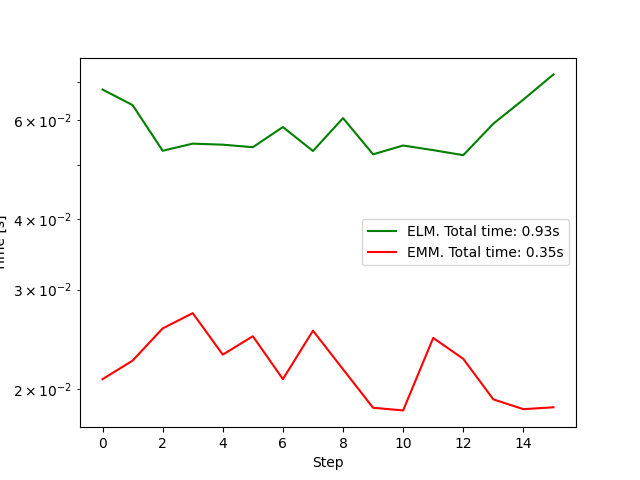 6 × 10⁻²
4 × 10⁻²
3 × 10⁻²
2 × 10⁻²
Time [s]
ELM. Total time: 0.93s
EMM. Total time: 0.35s
0 2 4 6 8 10 12 14
Step